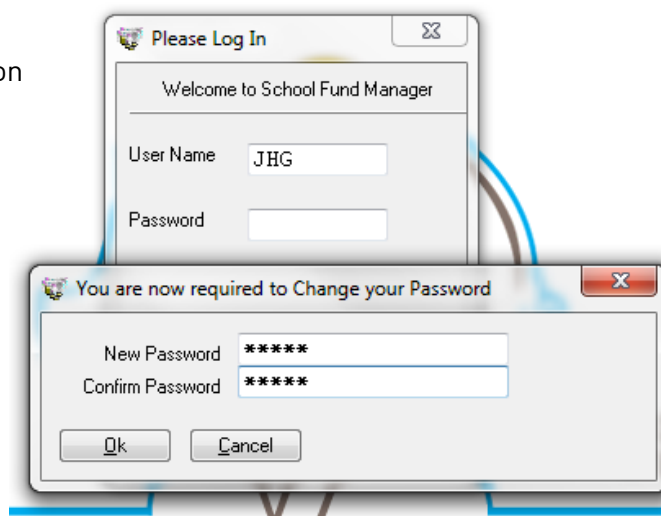 on
Please Log In
Welcome to School Fund Manager
User Name JHG
Password
You are now required to Change your Password
New Password *****
Confirm Password *****
Ok Cancel